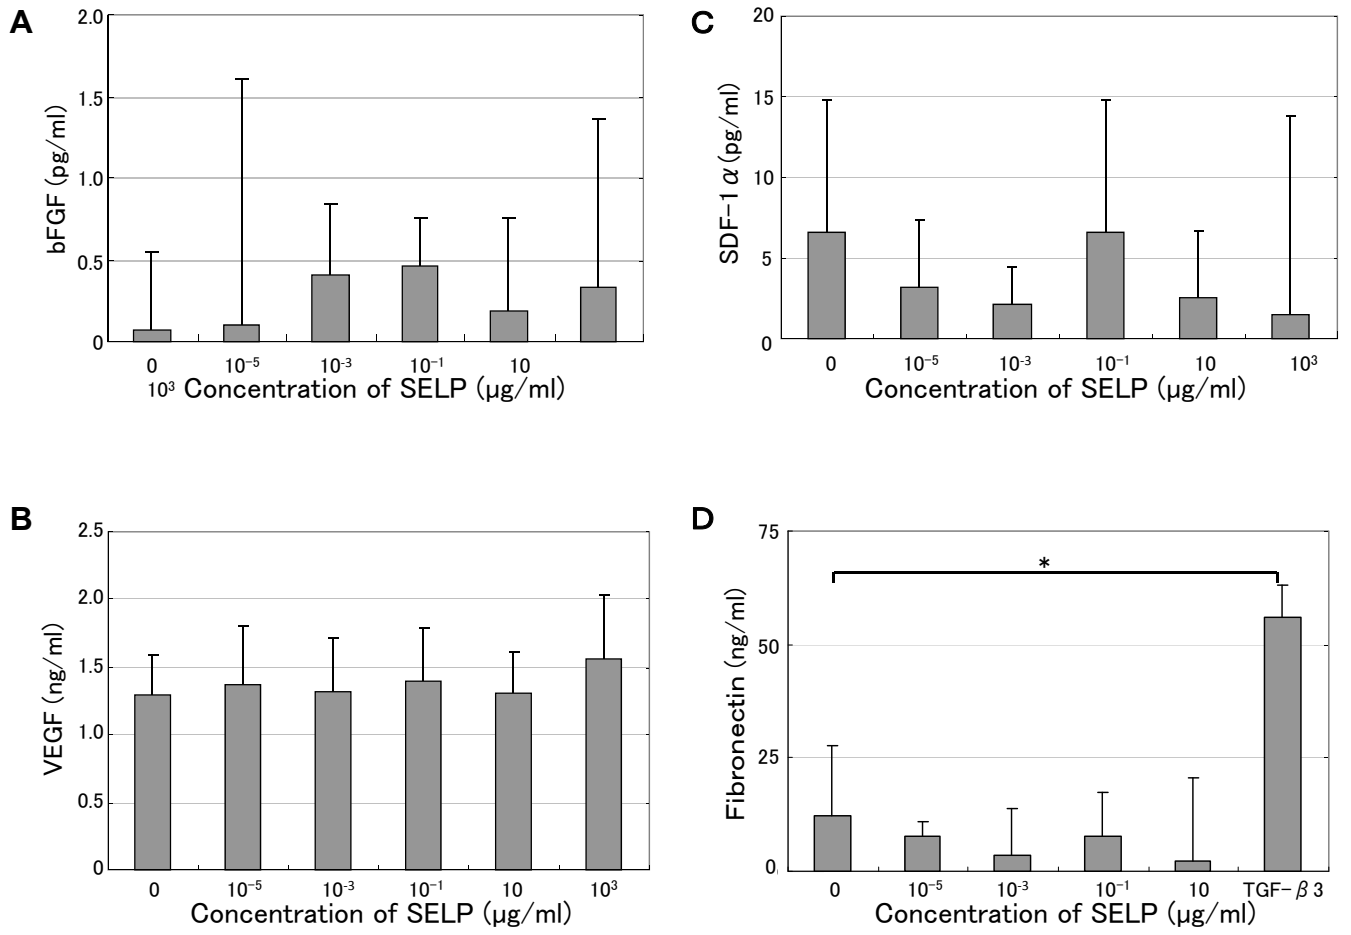 A
2.0
1.5
1.0
0.5
0
bFGF (pg/ml)
0 10⁻⁵ 10⁻³ 10⁻¹ 10
10³ Concentration of SELP (μg/ml)
C
20
15
10
5
0
SDF-1α(pg/ml)
0 10⁻⁵ 10⁻³ 10⁻¹ 10 10³
Concentration of SELP (μg/ml)
B
2.5
2.0
1.5
1.0
0.5
0
VEGF (ng/ml)
0 10⁻⁵ 10⁻³ 10⁻¹ 10 10³
Concentration of SELP (μg/ml)
D
75
50
25
0
Fibronectin (ng/ml)
*
0 10⁻⁵ 10⁻³ 10⁻¹ 10 TGF-β3
Concentration of SELP (μg/ml)